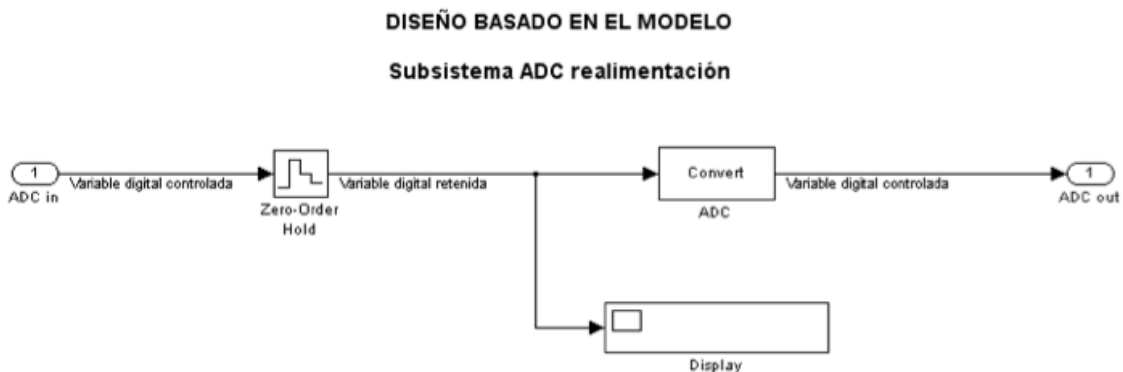 DISEÑO BASADO EN EL MODELO
Subsistema ADC realimentación
1
ADC in
Variable digital controlada
Zero-Order
Hold
Variable digital retenida
Convert
ADC
Variable digital controlada
1
ADC out
Display